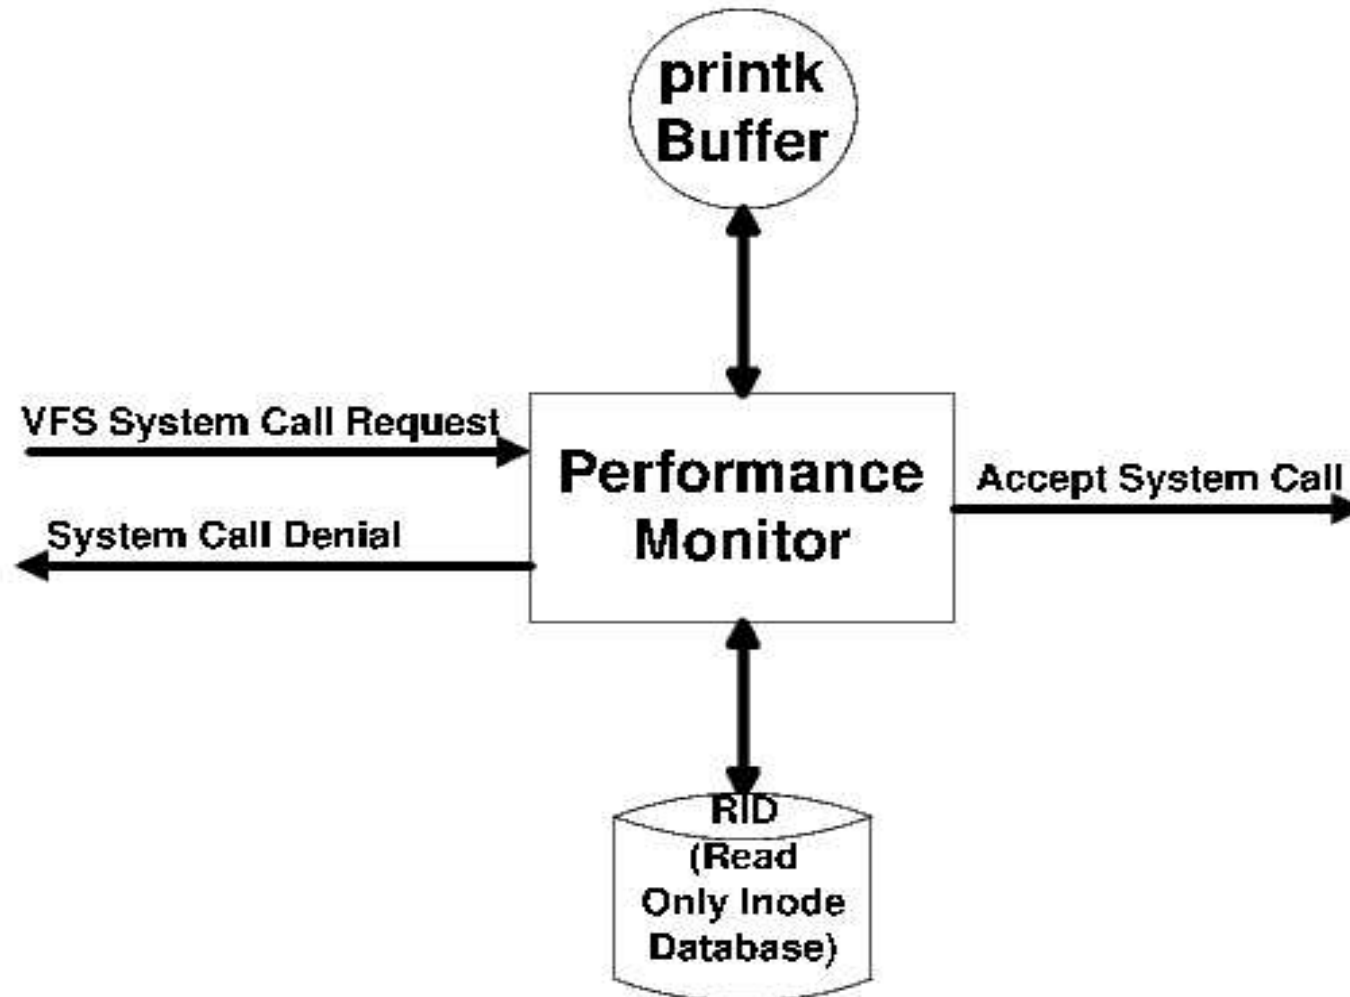 printk
Buffer
VFS System Call Request
Performance
Monitor
Accept System Call
System Call Denial
RID
(Read
Only Inode
Database)